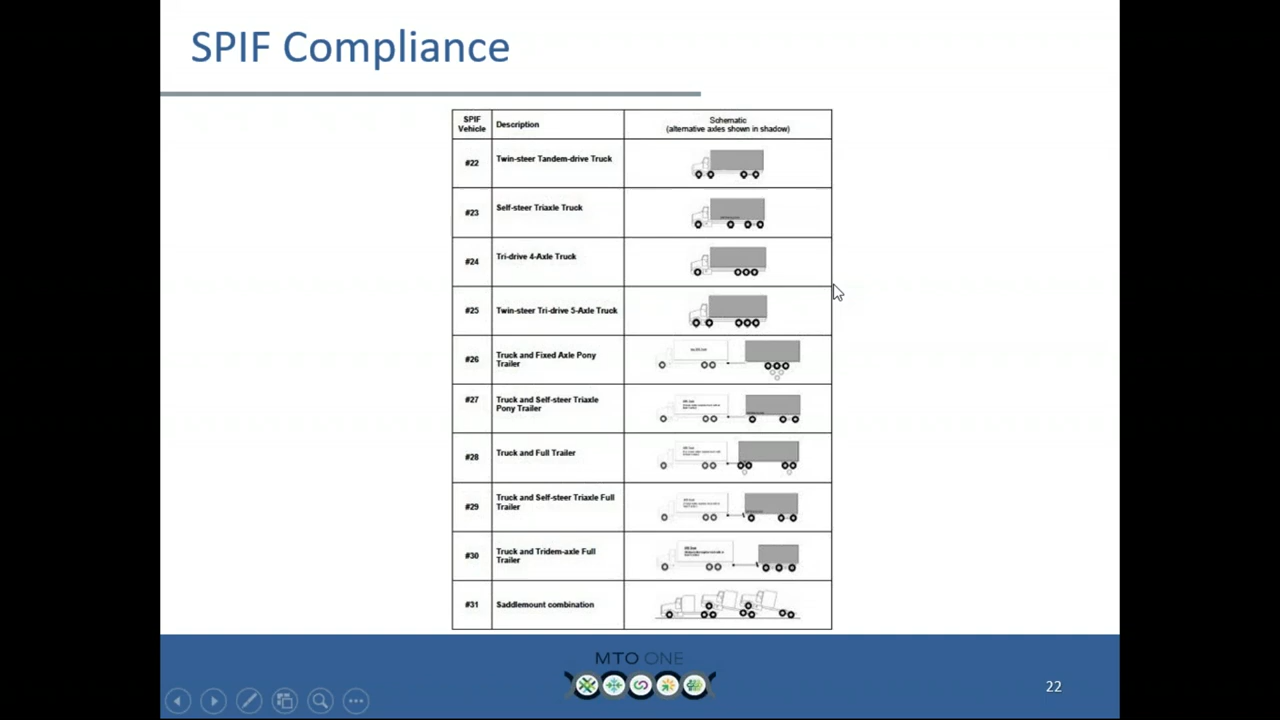 SPIF Compliance
SPIF
Vehicle
Description
Schematic
(alternative axles shown in shadow)
#22
Twin-steer Tandem-drive Truck
#23
Self-steer Triaxle Truck
#24
Tri-drive 4-Axle Truck
#25
Twin-steer Tri-drive 5-Axle Truck
#26
Truck and Fixed Axle Pony
Trailer
#27
Truck and Self-steer Triaxle
Pony Trailer
#28
Truck and Full Trailer
#29
Truck and Self-steer Triaxle Full
Trailer
#30
Truck and Tridem-axle Full
Trailer
#31
Saddlemount combination
MTO ONE
22